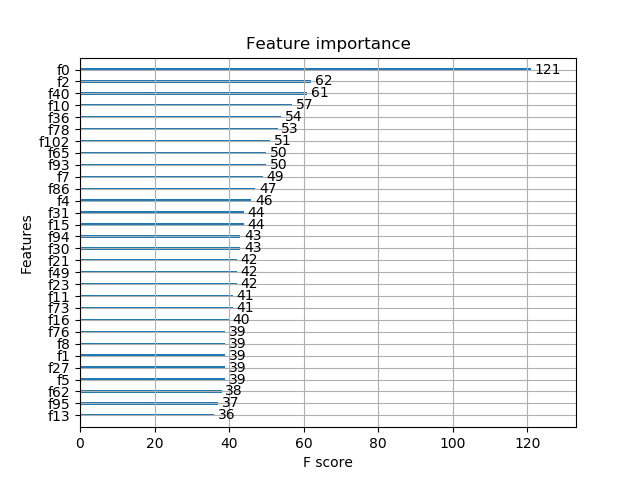 Feature importance
Features
f0 121
f2 62
f40 61
f10 57
f36 54
f78 53
f102 51
f65 50
f93 50
f7 49
f86 47
f4 46
f31 44
f15 44
f94 43
f30 43
f21 42
f49 42
f23 42
f11 41
f73 41
f16 40
f76 39
f8 39
f1 39
f27 39
f5 39
f62 38
f95 37
f13 36
0 20 40 60 80 100 120
F score